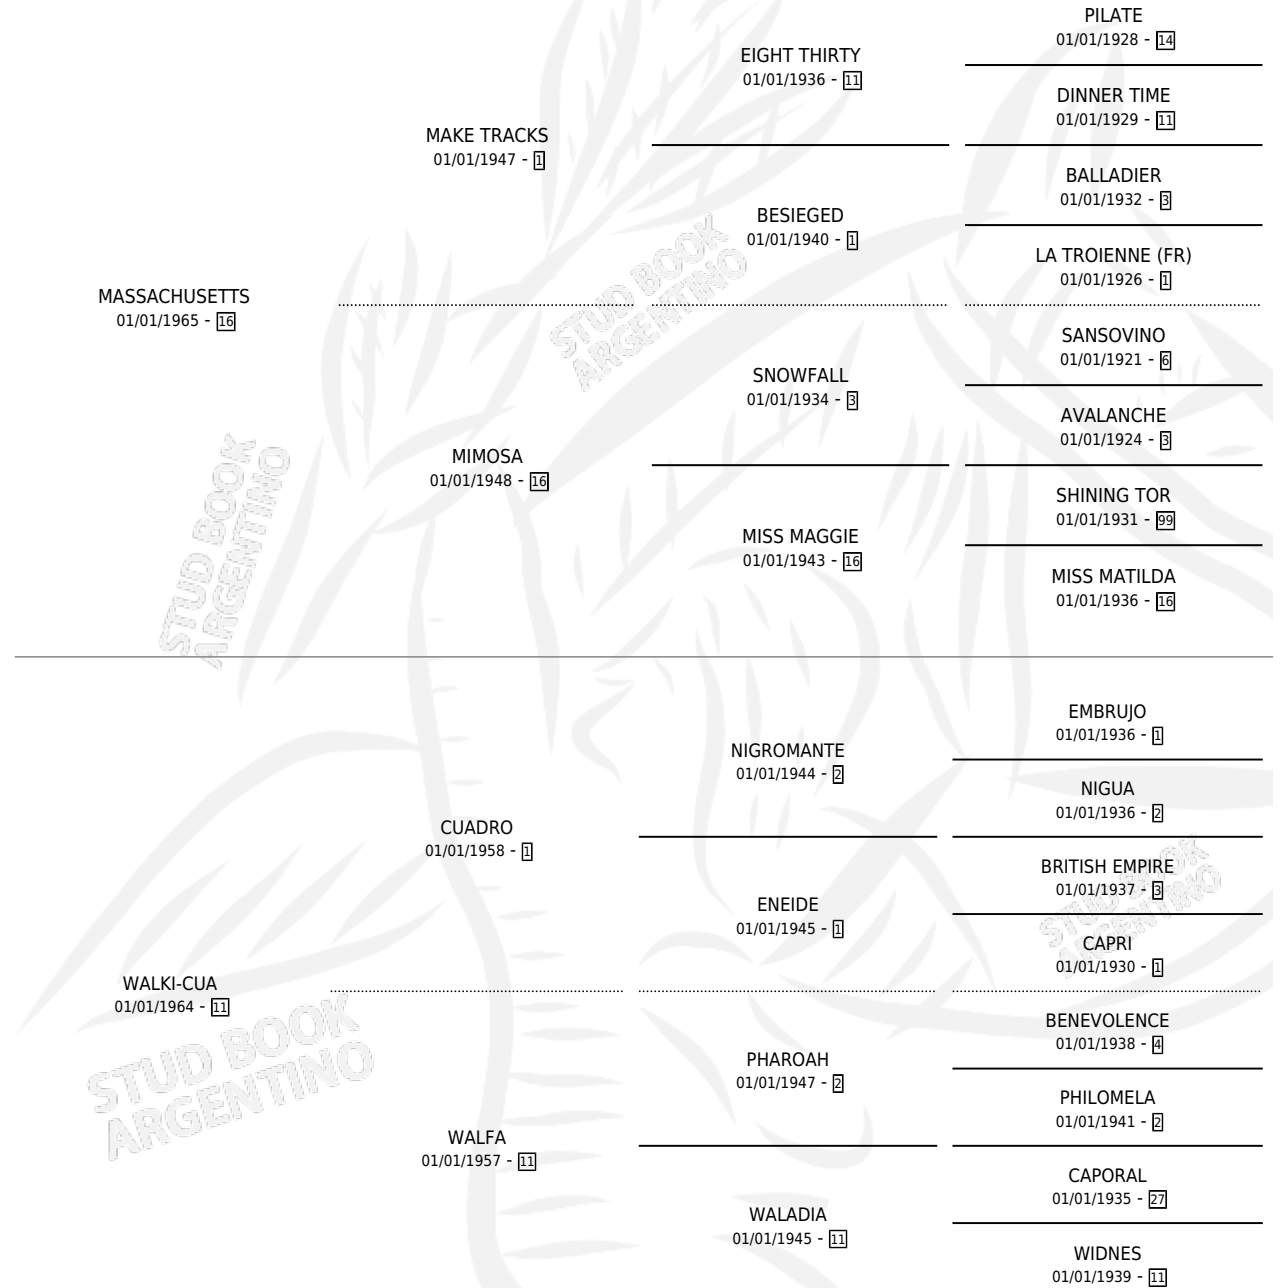 PILATE
01/01/1928 - 14
EIGHT THIRTY
01/01/1936 - 11
DINNER TIME
01/01/1929 - 11
MAKE TRACKS
01/01/1947 - 1
BALLADIER
01/01/1932 - 3
BESIEGED
01/01/1940 - 1
LA TROIENNE (FR)
01/01/1926 - 1
MASSACHUSETTS
01/01/1965 - 16
STUD BOOK
ARGENTINO
SANSOVINO
01/01/1921 - 6
SNOWFALL
01/01/1934 - 3
AVALANCHE
01/01/1924 - 3
MIMOSA
01/01/1948 - 16
SHINING TOR
01/01/1931 - 99
MISS MAGGIE
01/01/1943 - 16
MISS MATILDA
01/01/1936 - 16
STUD BOOK
ARGENTINO
EMBRUJO
01/01/1936 - 1
NIGROMANTE
01/01/1944 - 2
NIGUA
01/01/1936 - 2
CUADRO
01/01/1958 - 1
BRITISH EMPIRE
01/01/1937 - 3
ENEIDE
01/01/1945 - 1
STUD BOOK
ARGENTINO
CAPRI
01/01/1930 - 1
WALKI-CUA
01/01/1964 - 11
BENEVOLENCE
01/01/1938 - 4
PHAROAH
01/01/1947 - 2
STUD BOOK
ARGENTINO
PHILOMELA
01/01/1941 - 2
WALFA
01/01/1957 - 11
CAPORAL
01/01/1935 - 27
WALADIA
01/01/1945 - 11
WIDNES
01/01/1939 - 11